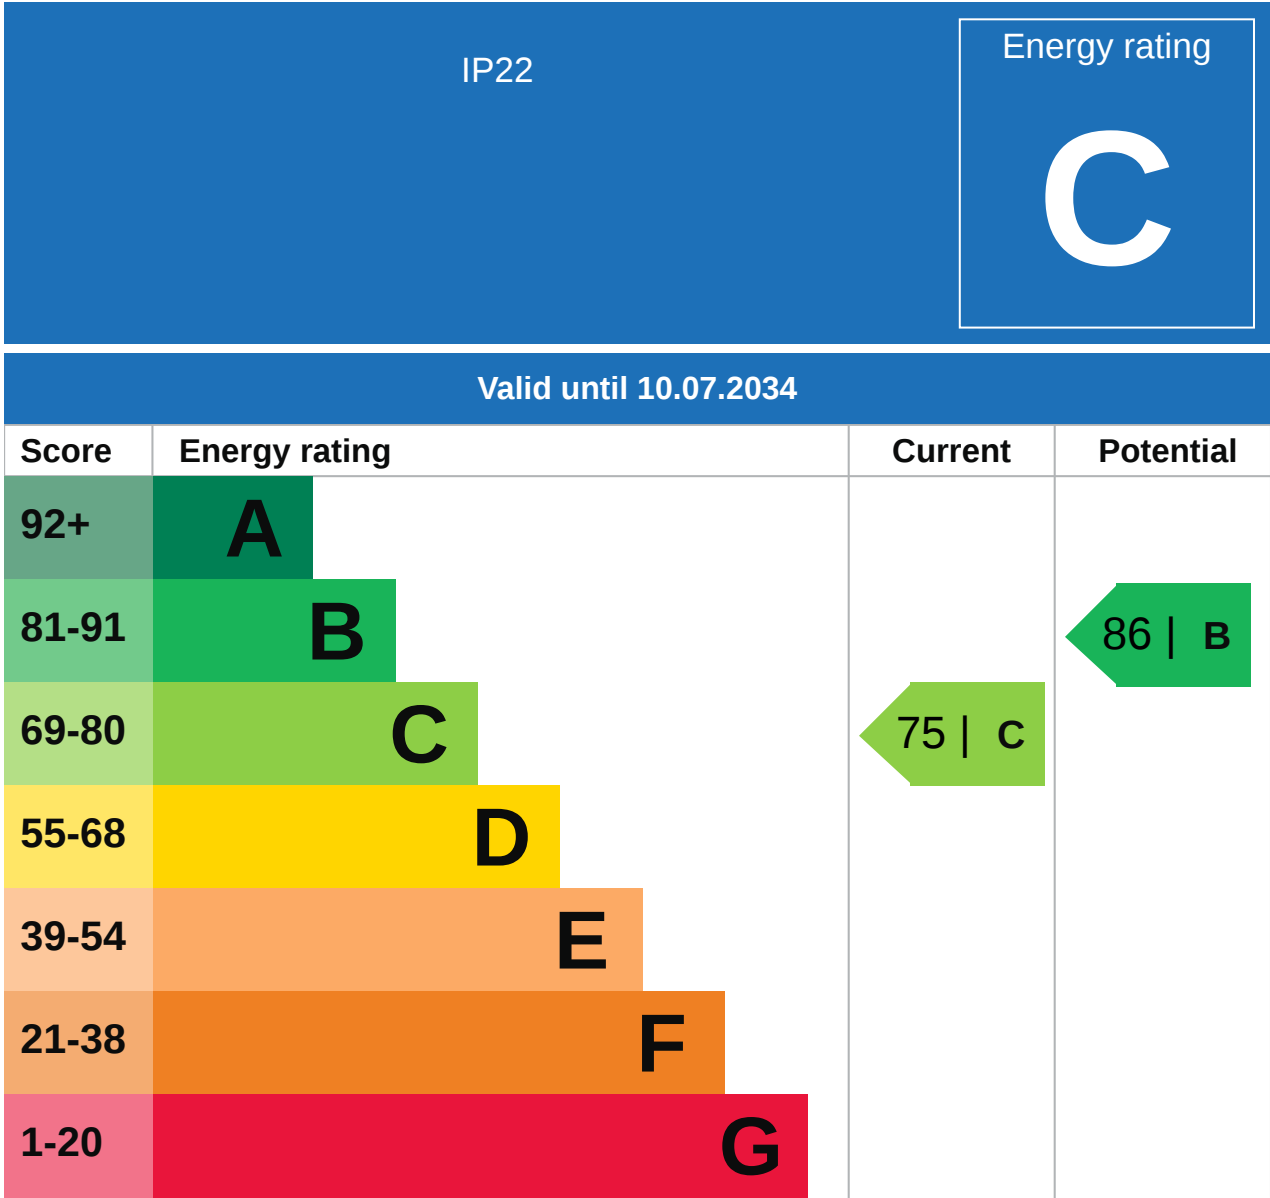 IP22
Energy rating
C
Valid until 10.07.2034
Score Energy rating Current Potential
92+ A
81-91 B 86 | B
69-80 C 75 | C
55-68 D
39-54 E
21-38 F
1-20 G